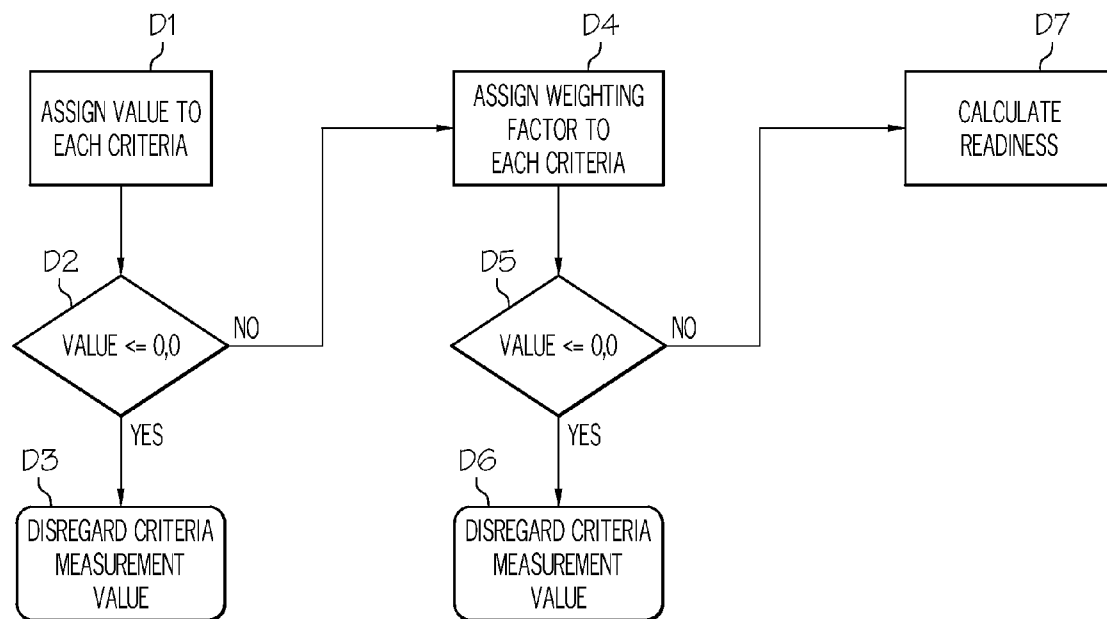 D1
ASSIGN VALUE TO
EACH CRITERIA
D2
VALUE <= 0,0
NO
YES
D3
DISREGARD CRITERIA
MEASUREMENT
VALUE
D4
ASSIGN WEIGHTING
FACTOR TO
EACH CRITERIA
D5
VALUE <= 0,0
NO
YES
D6
DISREGARD CRITERIA
MEASUREMENT
VALUE
D7
CALCULATE
READINESS